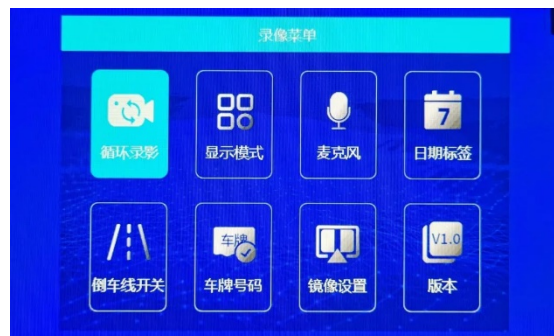 录像菜单
循环录影
显示模式
麦克风
7
日期标签
倒车线开关
车牌
车牌号码
镜像设置
V1.0
版本